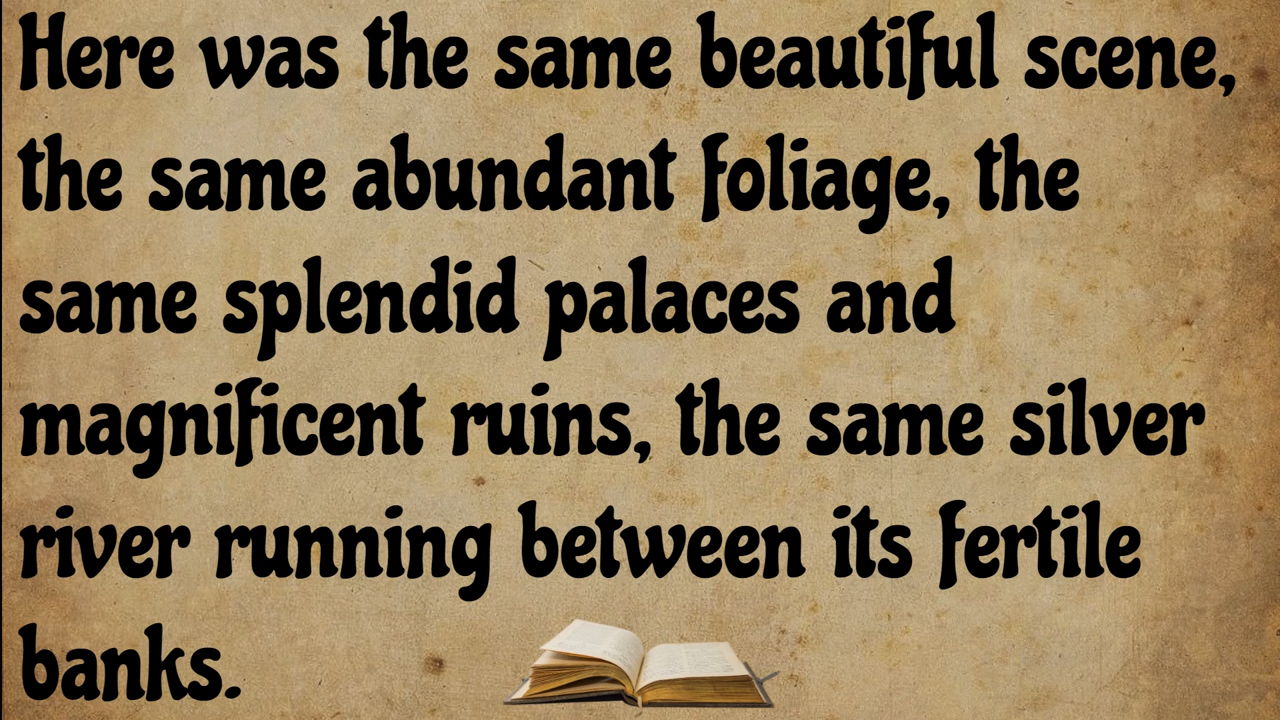 Here was the same beautiful scene,
the same abundant foliage, the
same splendid palaces and
magnificent ruins, the same silver
river running between its fertile
banks.